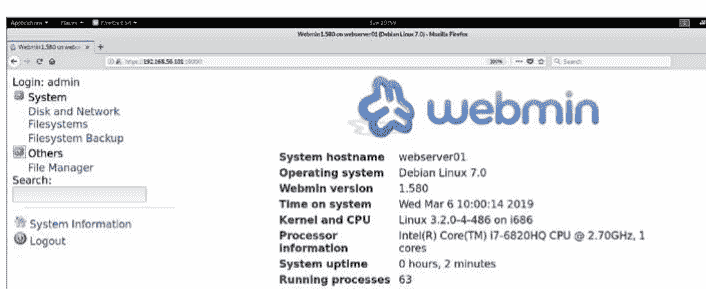 Applications Places Firefox ESR Sun 20:59
Webmin 1.580 on webserver01 (Debian Linux 7.0) - Mozilla Firefox
Webmin 1.580 on webser
192.168.56.101 Search
Login: admin
System
Disk and Network
Filesystems
Filesystem Backup
Others
File Manager
Search:
System Information
Logout
webmin
System hostname webserver01
Operating system Debian Linux 7.0
Webmin version 1.580
Time on system Wed Mar 6 10:00:14 2019
Kernel and CPU Linux 3.2.0-4-486 on i686
Processor Intel(R) Core(TM) i7-6820HQ CPU @ 2.70GHz, 1
information cores
System uptime 0 hours, 2 minutes
Running processes 63